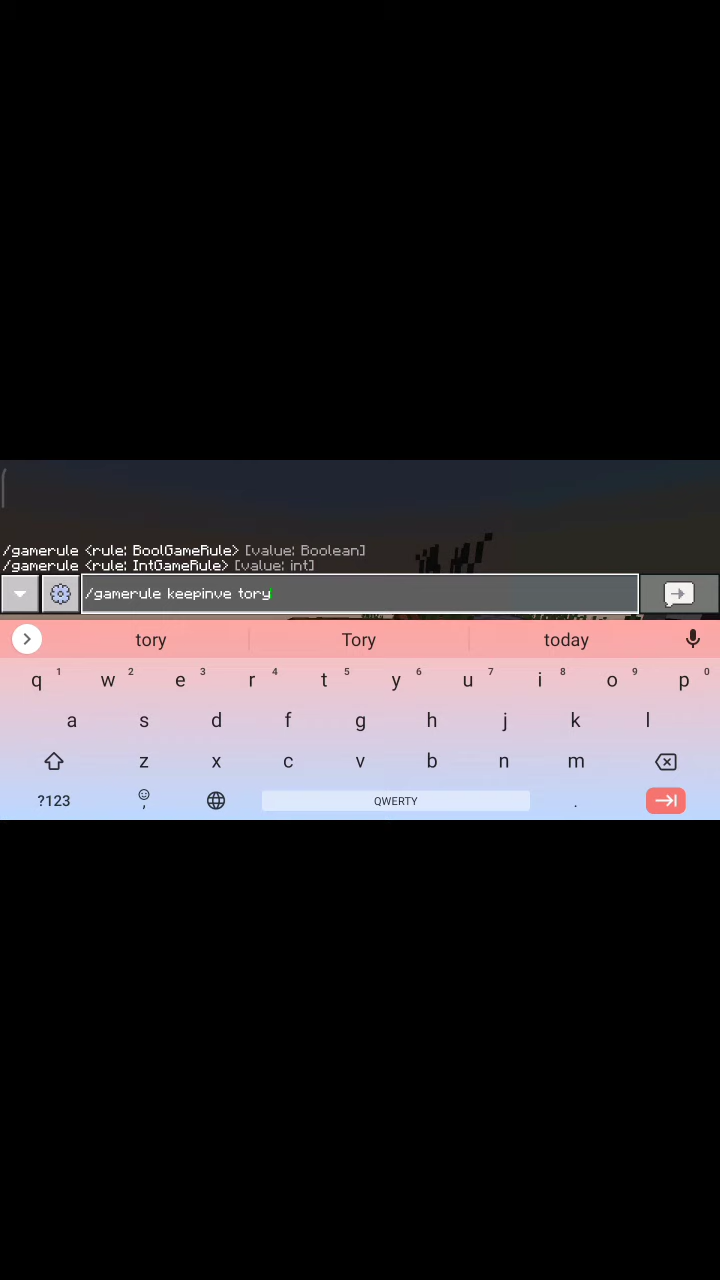 /gamerule <rule: BoolGameRule> [value: Boolean]
/gamerule <rule: IntGameRule> [value: int]
/gamerule keepinve tory
tory Tory today
q 1 w 2 e 3 r 4 t 5 y 6 u 7 i 8 o 9 p 0
a s d f g h j k l
z x c v b n m
?123 , QWERTY .